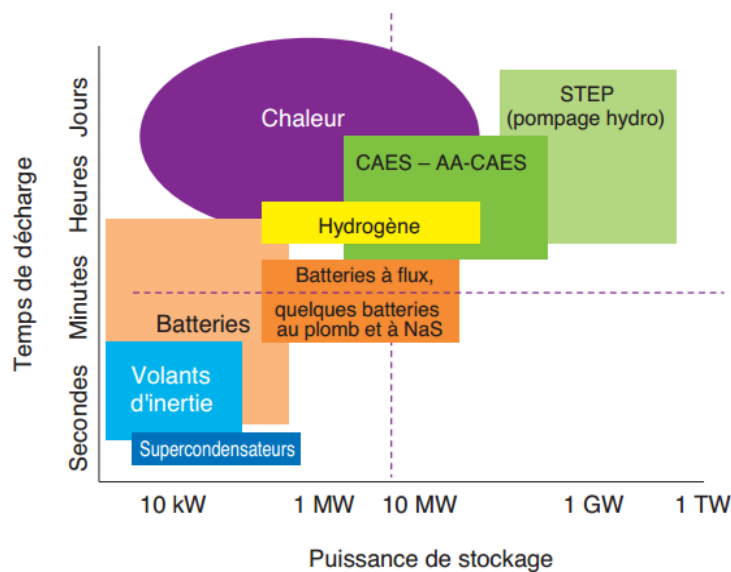 Temps de décharge
Jours
Heures
Minutes
Secondes
Chaleur
STEP
(pompage hydro)
CAES – AA-CAES
Hydrogène
Batteries à flux,
quelques batteries
au plomb et à NaS
Batteries
Volants
d'inertie
Supercondensateurs
10 kW
1 MW
10 MW
1 GW
1 TW
Puissance de stockage